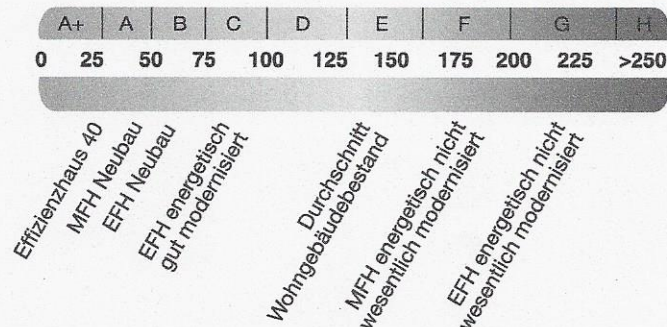 A+ A B C D E F G H
0 25 50 75 100 125 150 175 200 225 >250
Effizienzhaus 40
MFH Neubau
EFH Neubau
EFH energetisch
gut modernisiert
Durchschnitt
Wohngebäudebestand
MFH energetisch nicht
wesentlich modernisiert
EFH energetisch nicht
wesentlich modernisiert